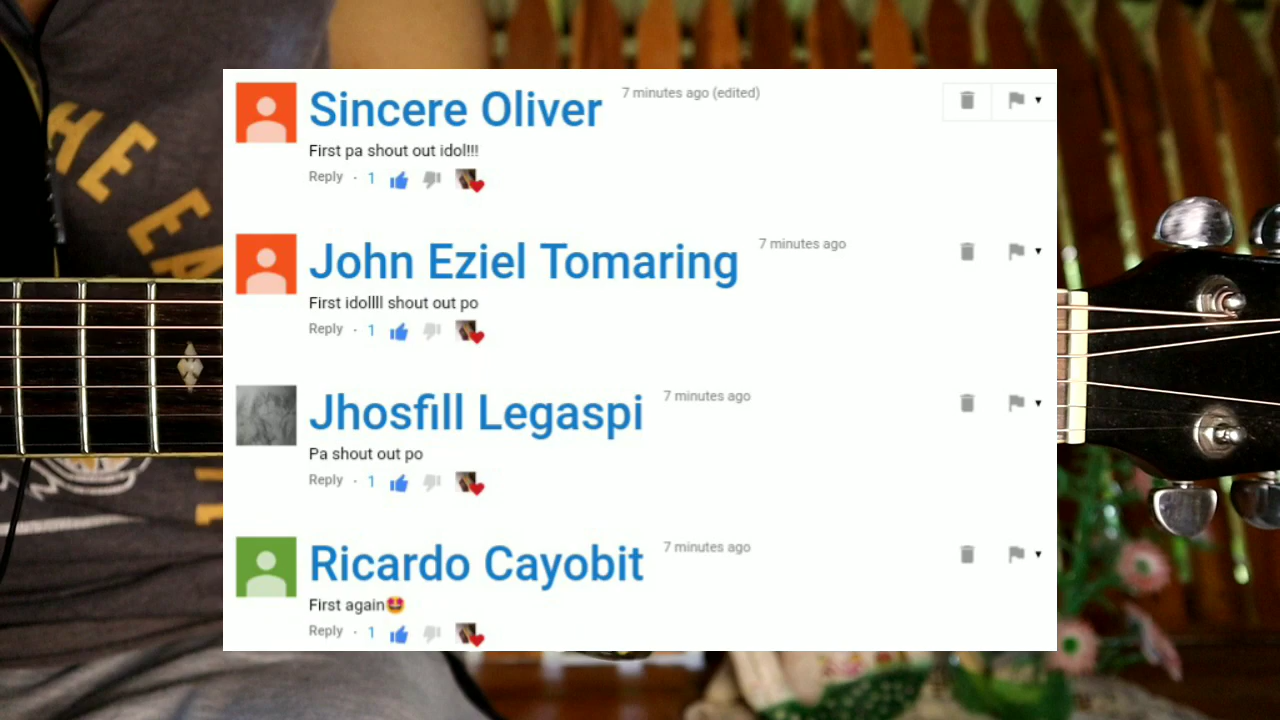 HE EA
Sincere Oliver 7 minutes ago (edited)
First pa shout out idol!!!
Reply · 1
John Eziel Tomaring 7 minutes ago
First idollll shout out po
Reply · 1
Jhosfill Legaspi 7 minutes ago
Pa shout out po
Reply · 1
Ricardo Cayobit 7 minutes ago
First again🤩
Reply · 1